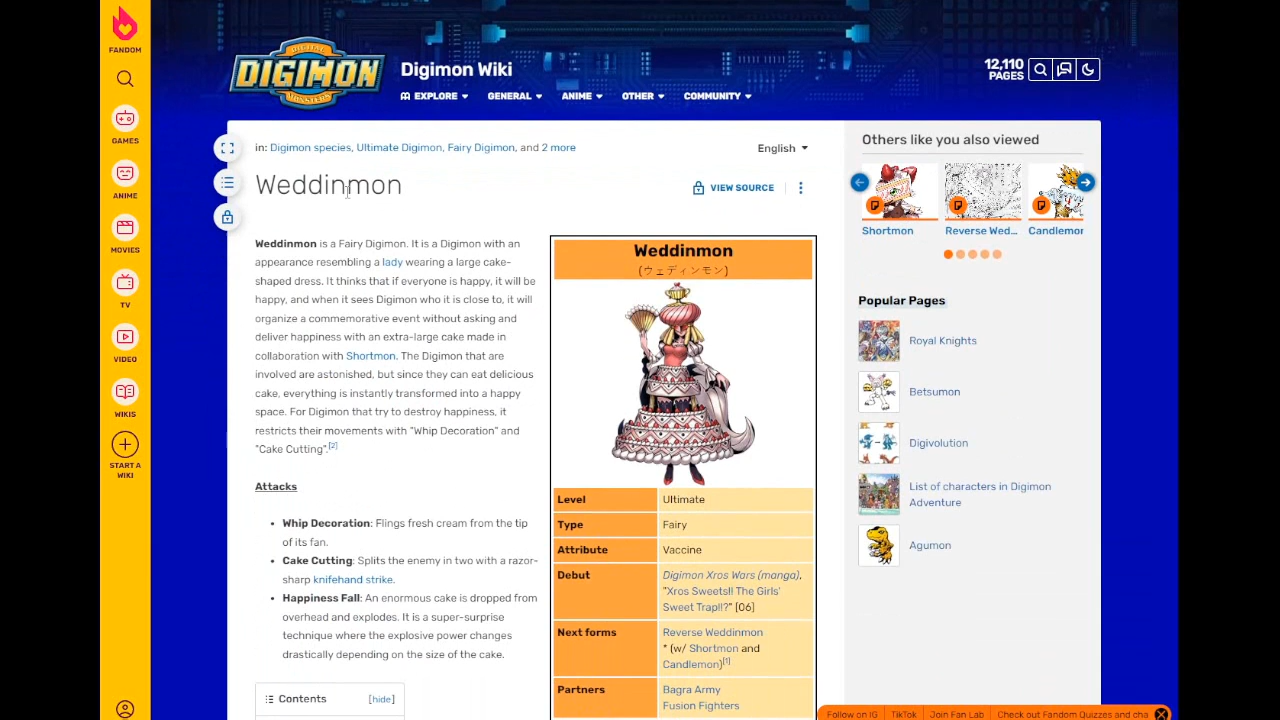 FANDOM
GAMES
ANIME
MOVIES
TV
VIDEO
WIKIS
START A
WIKI
DIGITAL
DIGIMON
MONSTERS
Digimon Wiki
EXPLORE
GENERAL
ANIME
OTHER
COMMUNITY
12,110
PAGES
in: Digimon species, Ultimate Digimon, Fairy Digimon, and 2 more
English
Weddinmon
VIEW SOURCE
Weddinmon is a Fairy Digimon. It is a Digimon with an
appearance resembling a lady wearing a large cake-
shaped dress. It thinks that if everyone is happy, it will be
happy, and when it sees Digimon who it is close to, it will
organize a commemorative event without asking and
deliver happiness with an extra-large cake made in
collaboration with Shortmon. The Digimon that are
involved are astonished, but since they can eat delicious
cake, everything is instantly transformed into a happy
space. For Digimon that try to destroy happiness, it
restricts their movements with "Whip Decoration" and
"Cake Cutting".[2]
Attacks
• Whip Decoration: Flings fresh cream from the tip
of its fan.
• Cake Cutting: Splits the enemy in two with a razor-
sharp knifehand strike.
• Happiness Fall: An enormous cake is dropped from
overhead and explodes. It is a super-surprise
technique where the explosive power changes
drastically depending on the size of the cake.
Contents [hide]
Weddinmon
(ウェディンモン)
Level Ultimate
Type Fairy
Attribute Vaccine
Debut Digimon Xros Wars (manga),
"Xros Sweets!! The Girls'
Sweet Trap!!?" [06]
Next forms Reverse Weddinmon
* (w/ Shortmon and
Candlemon)[1]
Partners Bagra Army
Fusion Fighters
Others like you also viewed
Shortmon
Reverse Wed...
Candlemon
Popular Pages
Royal Knights
Betsumon
Digivolution
List of characters in Digimon
Adventure
Agumon
Follow on IG
TikTok
Join Fan Lab
Check out Fandom Quizzes and cha